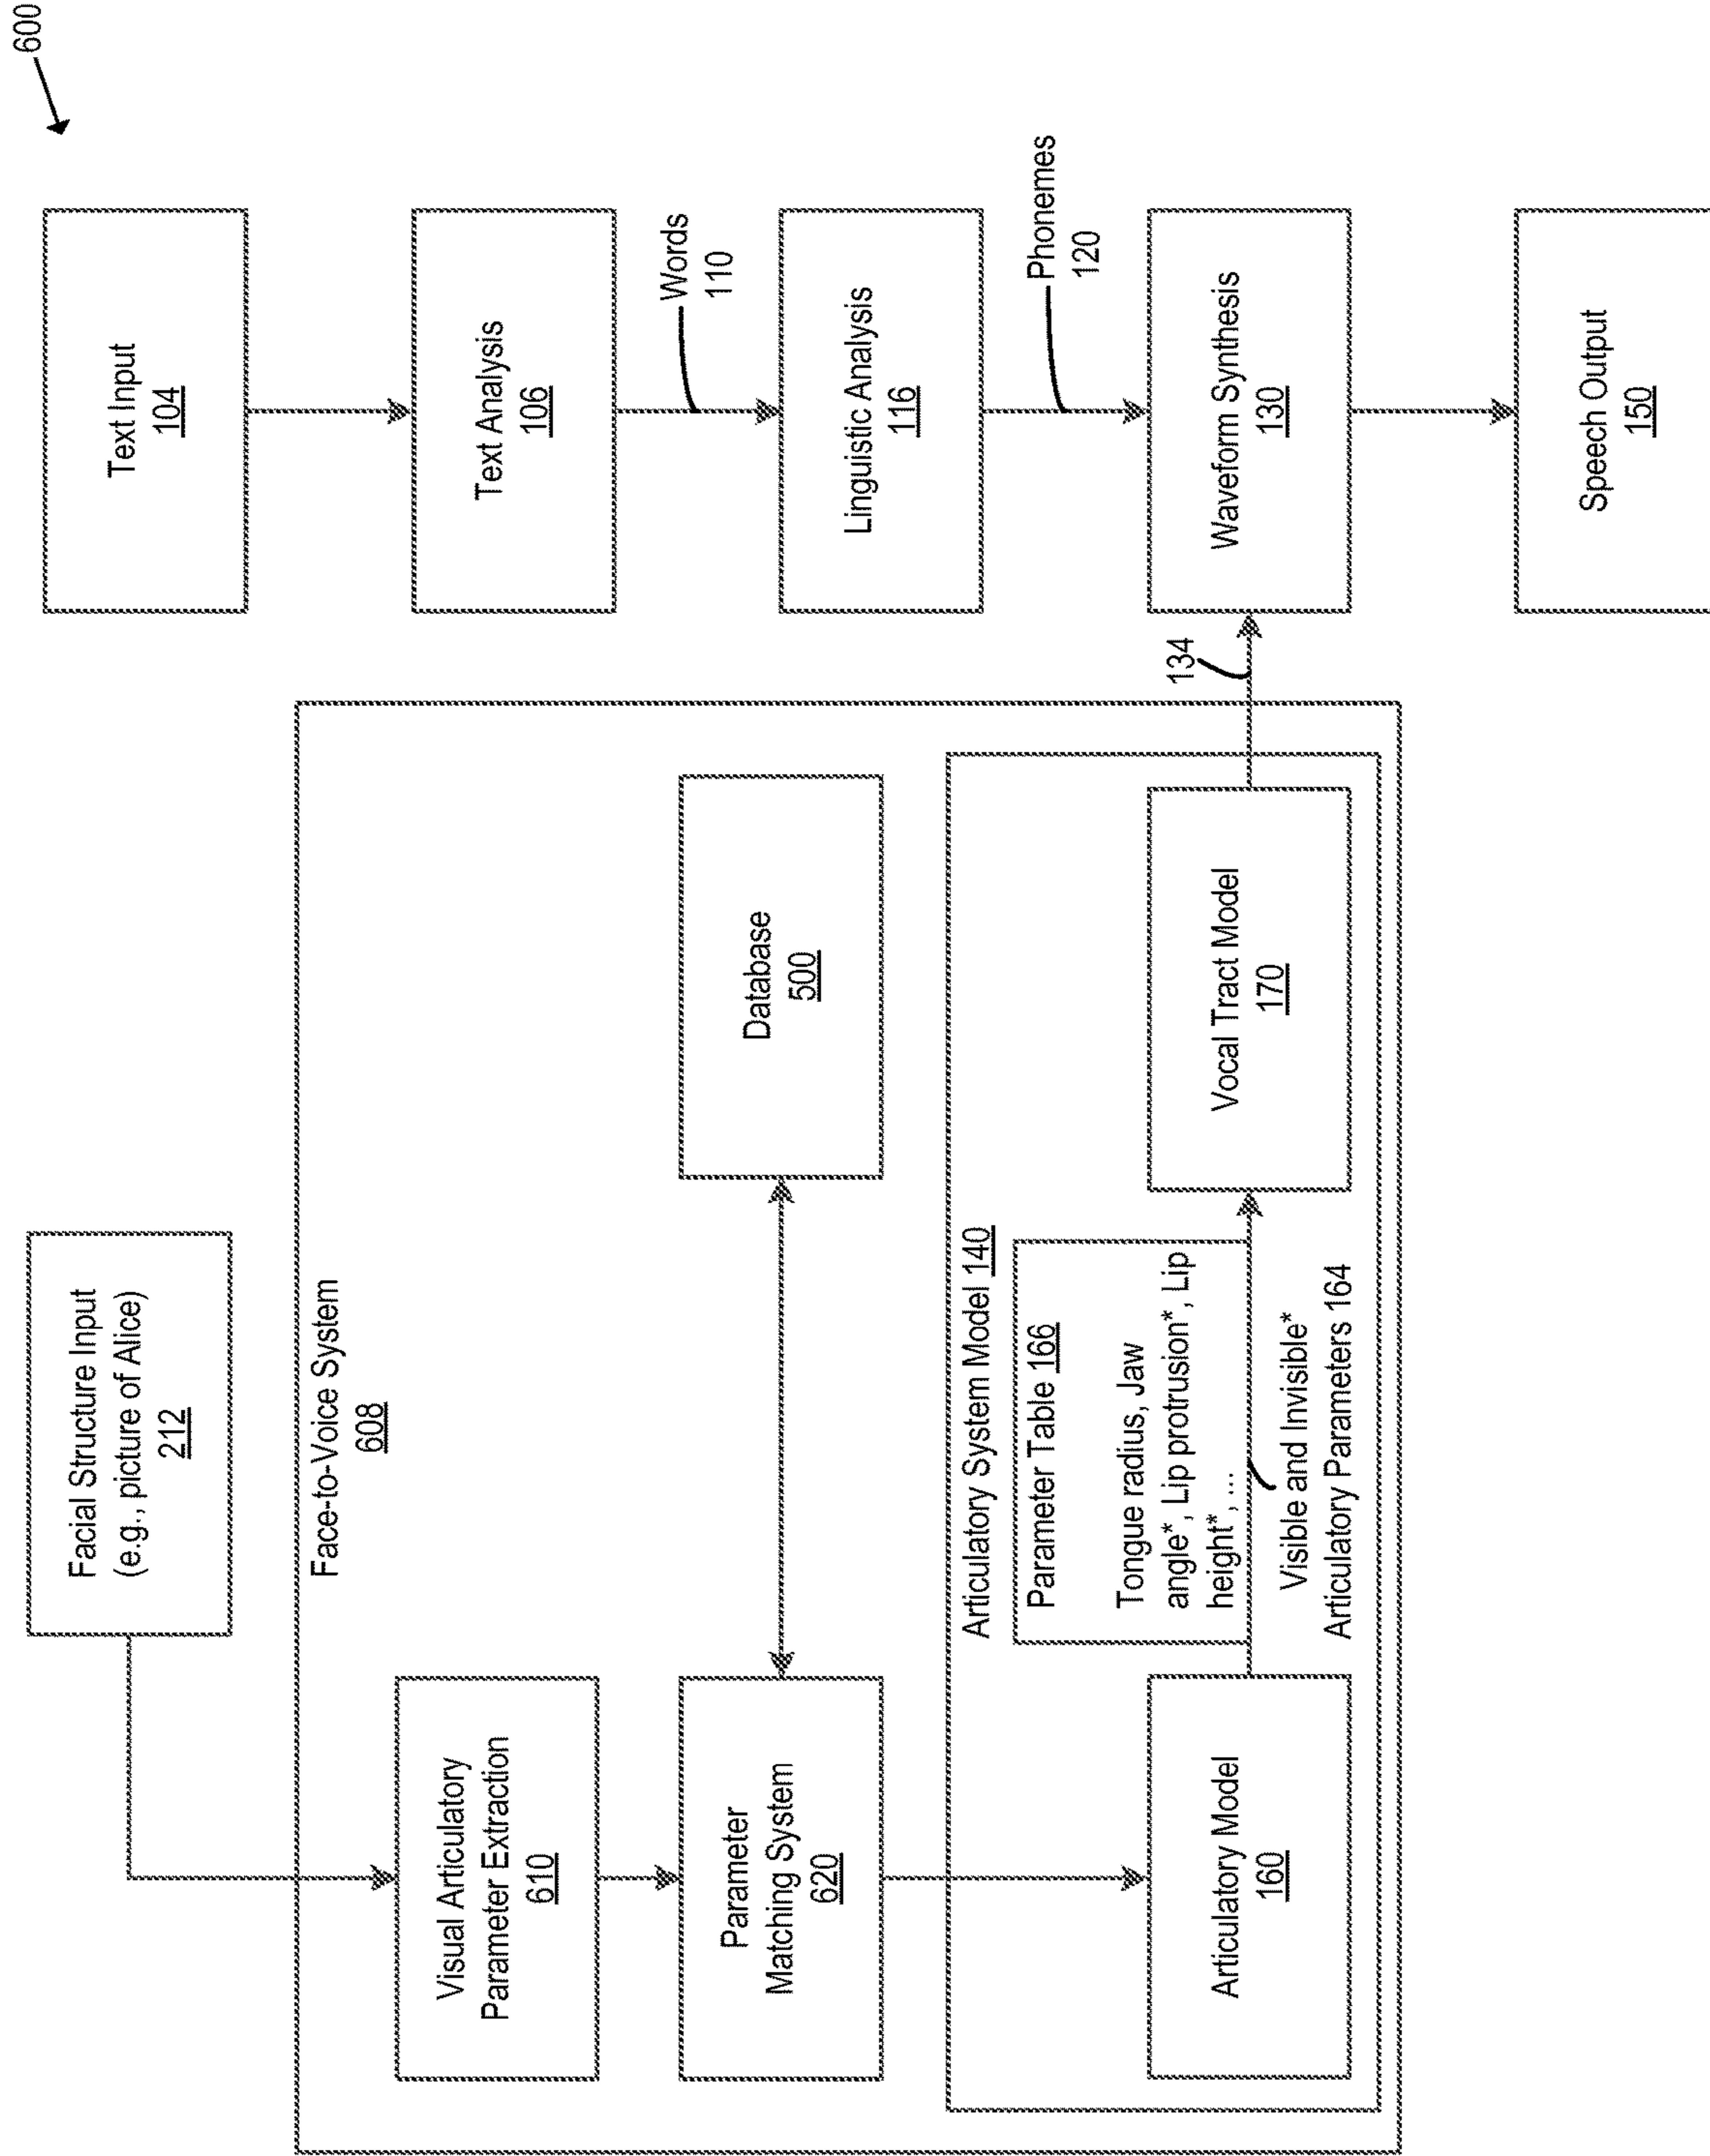 600
Facial Structure Input
(e.g., picture of Alice)
212
Text Input
104
Face-to-Voice System
608
Visual Articulatory
Parameter Extraction
610
Text Analysis
106
Words
110
Parameter
Matching System
620
Database
500
Linguistic Analysis
116
Phonemes
120
Articulatory System Model 140
Parameter Table 166
Tongue radius, Jaw
angle*, Lip protrusion*, Lip
height*, ...
Articulatory Model
160
Visible and Invisible*
Articulatory Parameters 164
Vocal Tract Model
170
134
Waveform Synthesis
130
Speech Output
150